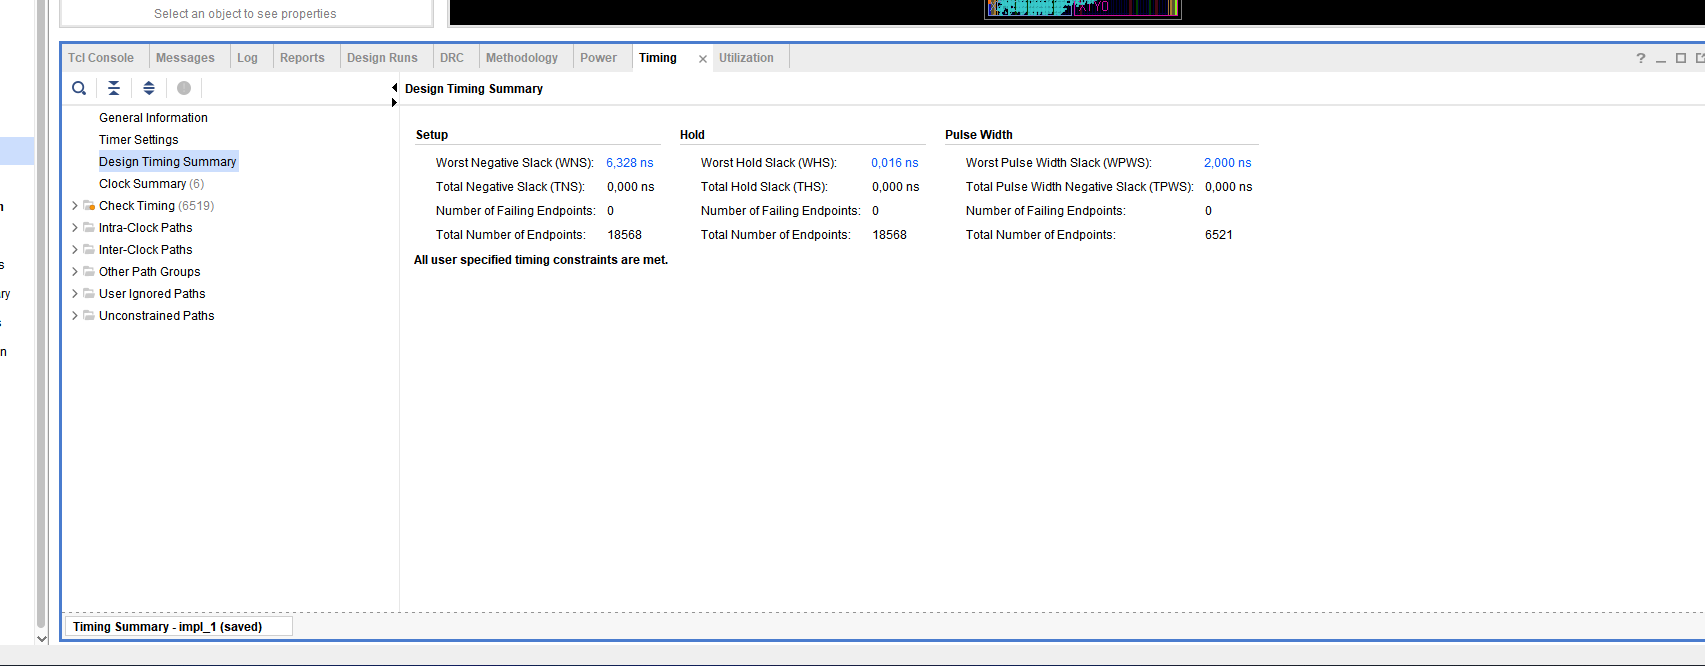 Select an object to see properties
XIY0
Tcl Console Messages Log Reports Design Runs DRC Methodology Power Timing Utilization
Design Timing Summary
General Information
Timer Settings
Design Timing Summary
Clock Summary (6)
Check Timing (6519)
Intra-Clock Paths
Inter-Clock Paths
Other Path Groups
User Ignored Paths
Unconstrained Paths
Setup Hold Pulse Width
Worst Negative Slack (WNS): 6,328 ns Worst Hold Slack (WHS): 0,016 ns Worst Pulse Width Slack (WPWS): 2,000 ns
Total Negative Slack (TNS): 0,000 ns Total Hold Slack (THS): 0,000 ns Total Pulse Width Negative Slack (TPWS): 0,000 ns
Number of Failing Endpoints: 0 Number of Failing Endpoints: 0 Number of Failing Endpoints: 0
Total Number of Endpoints: 18568 Total Number of Endpoints: 18568 Total Number of Endpoints: 6521
All user specified timing constraints are met.
Timing Summary - impl_1 (saved)